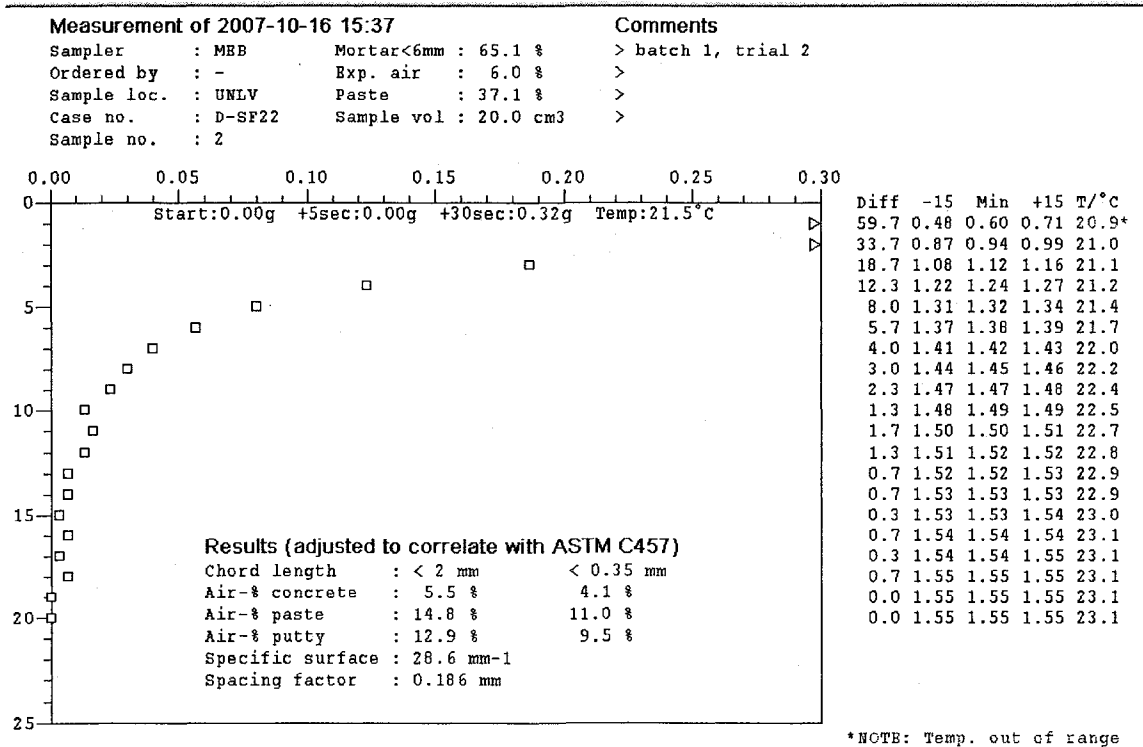 Measurement of 2007-10-16 15:37 Comments
Sampler : MEB Mortar<6mm : 65.1 % > batch 1, trial 2
Ordered by : - Exp. air : 6.0 % >
Sample loc. : UNLV Paste : 37.1 % >
Case no. : D-SF22 Sample vol : 20.0 cm3 >
Sample no. : 2
0.00 0.05 0.10 0.15 0.20 0.25 0.30
0 Start:0.00g +5sec:0.00g +30sec:0.32g Temp:21.5°C
5
10
15
20
25
Diff -15 Min +15 T/°C
59.7 0.48 0.60 0.71 20.9*
33.7 0.87 0.94 0.99 21.0
18.7 1.08 1.12 1.16 21.1
12.3 1.22 1.24 1.27 21.2
8.0 1.31 1.32 1.34 21.4
5.7 1.37 1.38 1.39 21.7
4.0 1.41 1.42 1.43 22.0
3.0 1.44 1.45 1.46 22.2
2.3 1.47 1.47 1.48 22.4
1.3 1.48 1.49 1.49 22.5
1.7 1.50 1.50 1.51 22.7
1.3 1.51 1.52 1.52 22.8
0.7 1.52 1.52 1.53 22.9
0.7 1.53 1.53 1.53 22.9
0.3 1.53 1.53 1.54 23.0
0.7 1.54 1.54 1.54 23.1
0.3 1.54 1.54 1.55 23.1
0.7 1.55 1.55 1.55 23.1
0.0 1.55 1.55 1.55 23.1
0.0 1.55 1.55 1.55 23.1
Results (adjusted to correlate with ASTM C457)
Chord length : < 2 mm < 0.35 mm
Air-% concrete : 5.5 % 4.1 %
Air-% paste : 14.8 % 11.0 %
Air-% putty : 12.9 % 9.5 %
Specific surface : 28.6 mm-1
Spacing factor : 0.186 mm
*NOTE: Temp. out of range